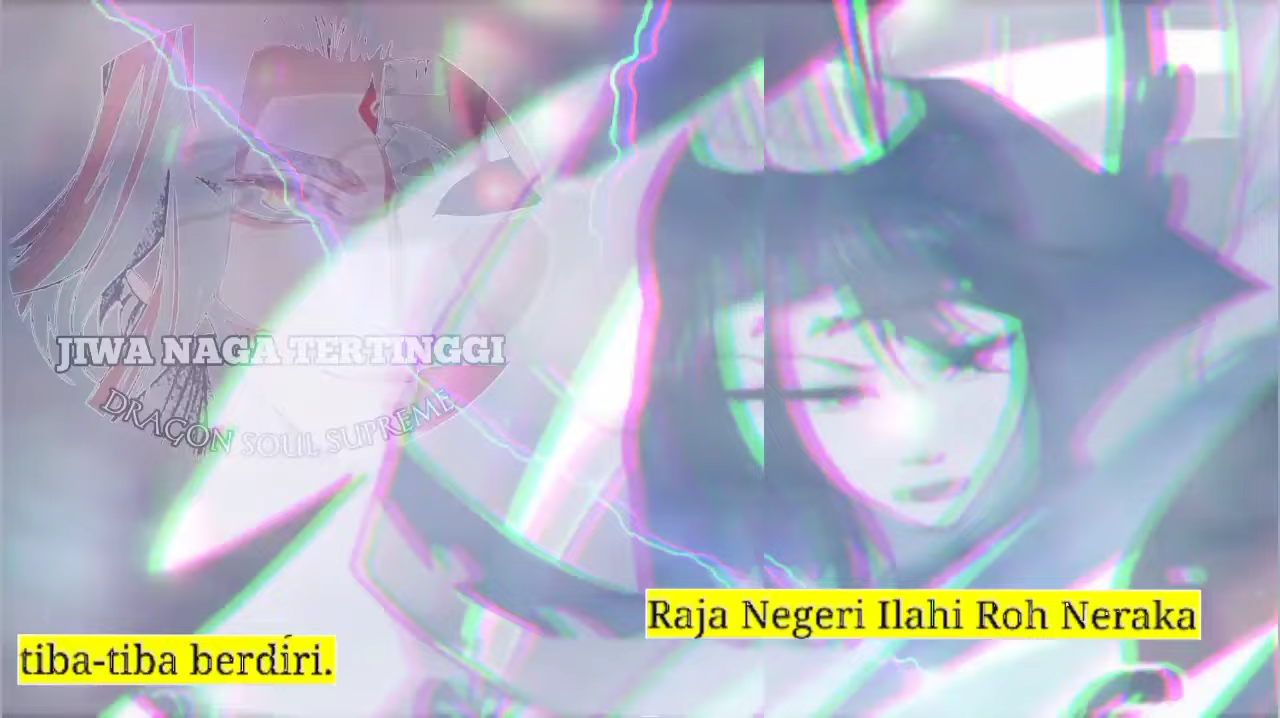 JIWA NAGA TERTINGGI
DRAGON SOUL SUPREME
Raja Negeri Ilahi Roh Neraka
tiba-tiba berdiri.